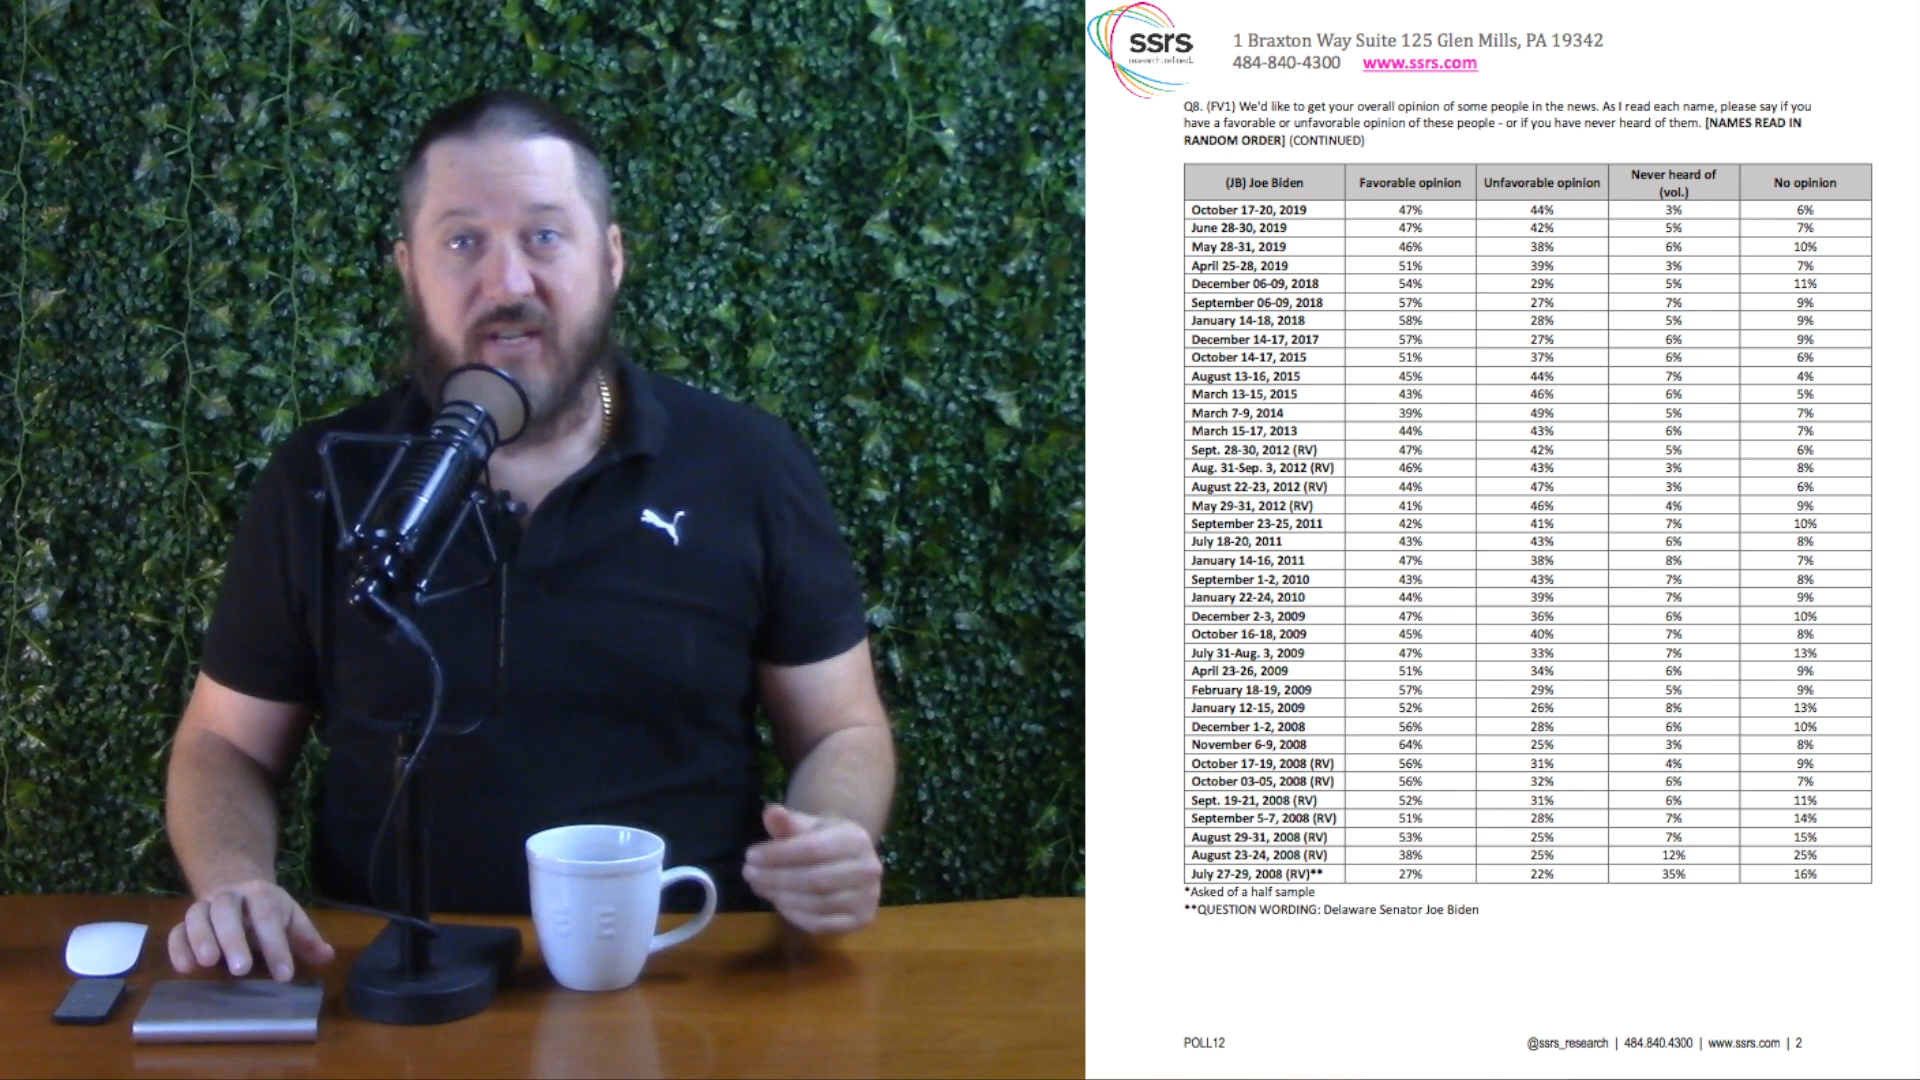 ssrs
research.refined.
1 Braxton Way Suite 125 Glen Mills, PA 19342
484-840-4300 www.ssrs.com
Q8. (FV1) We'd like to get your overall opinion of some people in the news. As I read each name, please say if you
have a favorable or unfavorable opinion of these people - or if you have never heard of them. [NAMES READ IN
RANDOM ORDER] (CONTINUED)
(JB) Joe Biden Favorable opinion Unfavorable opinion Never heard of (vol.) No opinion
October 17-20, 2019 47% 44% 3% 6%
June 28-30, 2019 47% 42% 5% 7%
May 28-31, 2019 46% 38% 6% 10%
April 25-28, 2019 51% 39% 3% 7%
December 06-09, 2018 54% 29% 5% 11%
September 06-09, 2018 57% 27% 7% 9%
January 14-18, 2018 58% 28% 5% 9%
December 14-17, 2017 57% 27% 6% 9%
October 14-17, 2015 51% 37% 6% 6%
August 13-16, 2015 45% 44% 7% 4%
March 13-15, 2015 43% 46% 6% 5%
March 7-9, 2014 39% 49% 5% 7%
March 15-17, 2013 44% 43% 6% 7%
Sept. 28-30, 2012 (RV) 47% 42% 5% 6%
Aug. 31-Sep. 3, 2012 (RV) 46% 43% 3% 8%
August 22-23, 2012 (RV) 44% 47% 3% 6%
May 29-31, 2012 (RV) 41% 46% 4% 9%
September 23-25, 2011 42% 41% 7% 10%
July 18-20, 2011 43% 43% 6% 8%
January 14-16, 2011 47% 38% 8% 7%
September 1-2, 2010 43% 43% 7% 8%
January 22-24, 2010 44% 39% 7% 9%
December 2-3, 2009 47% 36% 6% 10%
October 16-18, 2009 45% 40% 7% 8%
July 31-Aug. 3, 2009 47% 33% 7% 13%
April 23-26, 2009 51% 34% 6% 9%
February 18-19, 2009 57% 29% 5% 9%
January 12-15, 2009 52% 26% 8% 13%
December 1-2, 2008 56% 28% 6% 10%
November 6-9, 2008 64% 25% 3% 8%
October 17-19, 2008 (RV) 56% 31% 4% 9%
October 03-05, 2008 (RV) 56% 32% 6% 7%
Sept. 19-21, 2008 (RV) 52% 31% 6% 11%
September 5-7, 2008 (RV) 51% 28% 7% 14%
August 29-31, 2008 (RV) 53% 25% 7% 15%
August 23-24, 2008 (RV) 38% 25% 12% 25%
July 27-29, 2008 (RV)** 27% 22% 35% 16%
*Asked of a half sample
**QUESTION WORDING: Delaware Senator Joe Biden
POLL12 @ssrs_research | 484.840.4300 | www.ssrs.com | 2